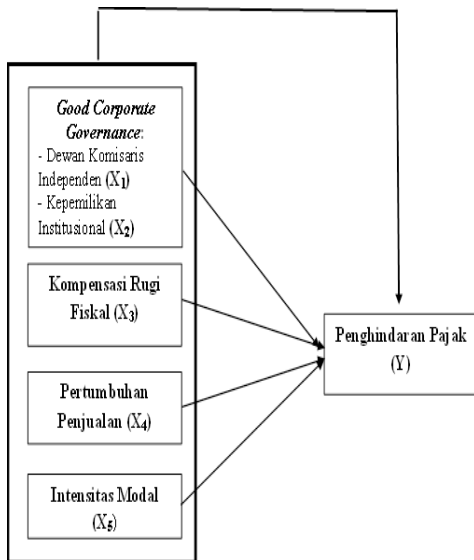 Good Corporate
Governance:
- Dewan Komisaris
Independen (X1)
- Kepemilikan
Institusional (X2)
Kompensasi Rugi
Fiskal (X3)
Pertumbuhan
Penjualan (X4)
Intensitas Modal
(X5)
Penghindaran Pajak
(Y)